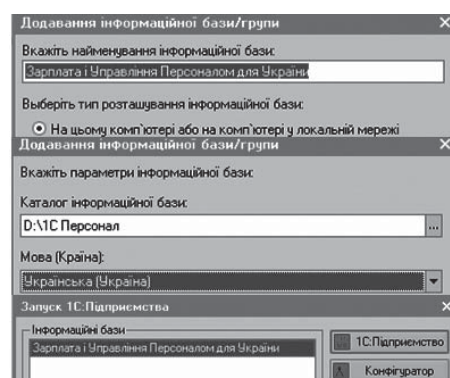 Додавання інформаційної бази/групи
Вкажіть найменування інформаційної бази:
Зарплата і Управління Персоналом для України
Выберіть тип розташування інформаційної бази:
На цьому комп`ютері або на комп`ютері у локальній мережі
Додавання інформаційної бази/групи
Вкажіть параметри інформаційної бази:
Каталог інформаційної бази:
D:\1С Персонал
...
Мова (Країна):
Українська (Україна)
Запуск 1С:Підприємства
Інформаційні бази
Зарплата і Управління Персоналом для України
1С:Підприємство
Конфігуратор